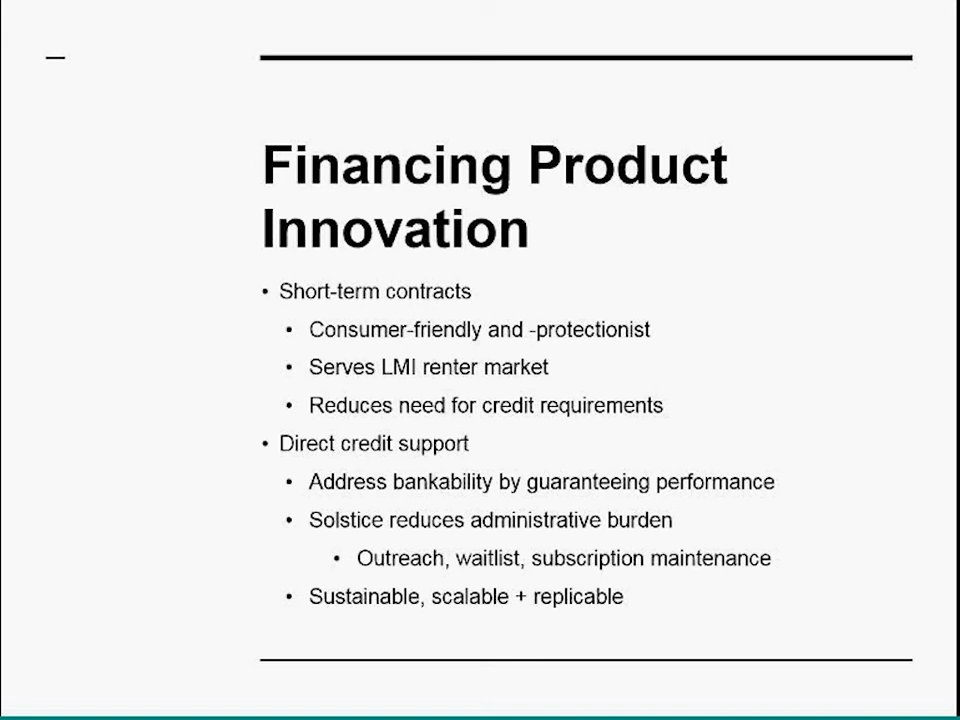 Financing Product
Innovation
• Short-term contracts
• Consumer-friendly and -protectionist
• Serves LMI renter market
• Reduces need for credit requirements
• Direct credit support
• Address bankability by guaranteeing performance
• Solstice reduces administrative burden
• Outreach, waitlist, subscription maintenance
• Sustainable, scalable + replicable